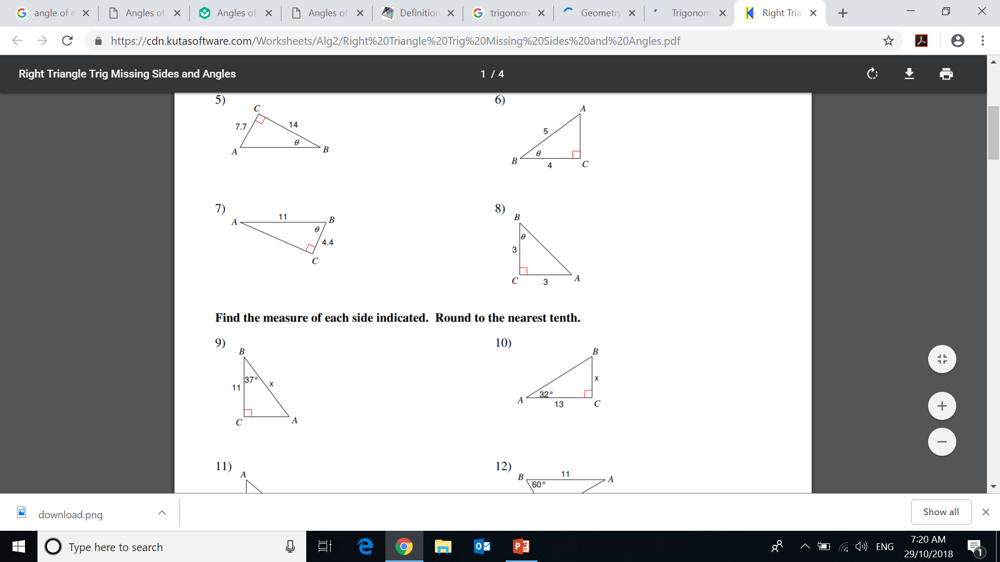 angle of e
Angles of
Angles of
Angles of
Definition
trigonom
Geometry
Trigonom
Right Tria
https://cdn.kutasoftware.com/Worksheets/Alg2/Right%20Triangle%20Trig%20Missing%20Sides%20and%20Angles.pdf
Right Triangle Trig Missing Sides and Angles
1 / 4
5)
C
7.7
14
θ
A
B
6)
A
5
θ
B
4
C
7)
A
11
B
θ
4.4
C
8)
B
θ
3
C
3
A
Find the measure of each side indicated. Round to the nearest tenth.
9)
B
37°
11
x
C
A
10)
B
x
32°
A
13
C
11)
A
12)
B
11
A
60°
download.png
Show all
Type here to search
ENG
7:20 AM
29/10/2018
1